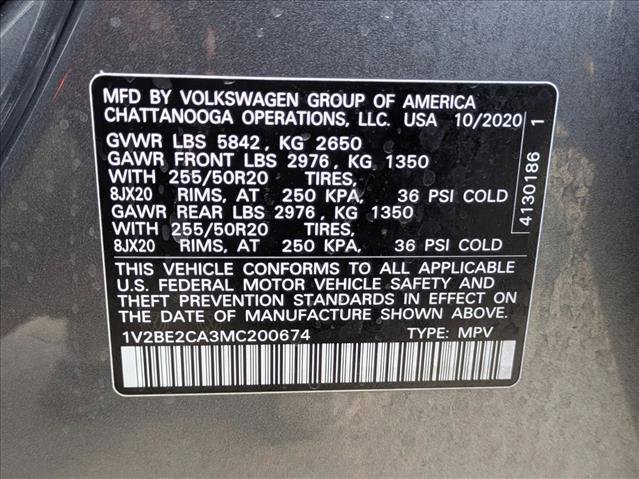 MFD BY VOLKSWAGEN GROUP OF AMERICA
CHATTANOOGA OPERATIONS, LLC. USA 10/2020
GVWR LBS 5842, KG 2650
GAWR FRONT LBS 2976, KG 1350
WITH 255/50R20 TIRES,
8JX20 RIMS, AT 250 KPA, 36 PSI COLD
GAWR REAR LBS 2976, KG 1350
WITH 255/50R20 TIRES,
8JX20 RIMS, AT 250 KPA, 36 PSI COLD
4130186 1
THIS VEHICLE CONFORMS TO ALL APPLICABLE
U.S. FEDERAL MOTOR VEHICLE SAFETY AND
THEFT PREVENTION STANDARDS IN EFFECT ON
THE DATE OF MANUFACTURE SHOWN ABOVE.
1V2BE2CA3MC200674 TYPE: MPV